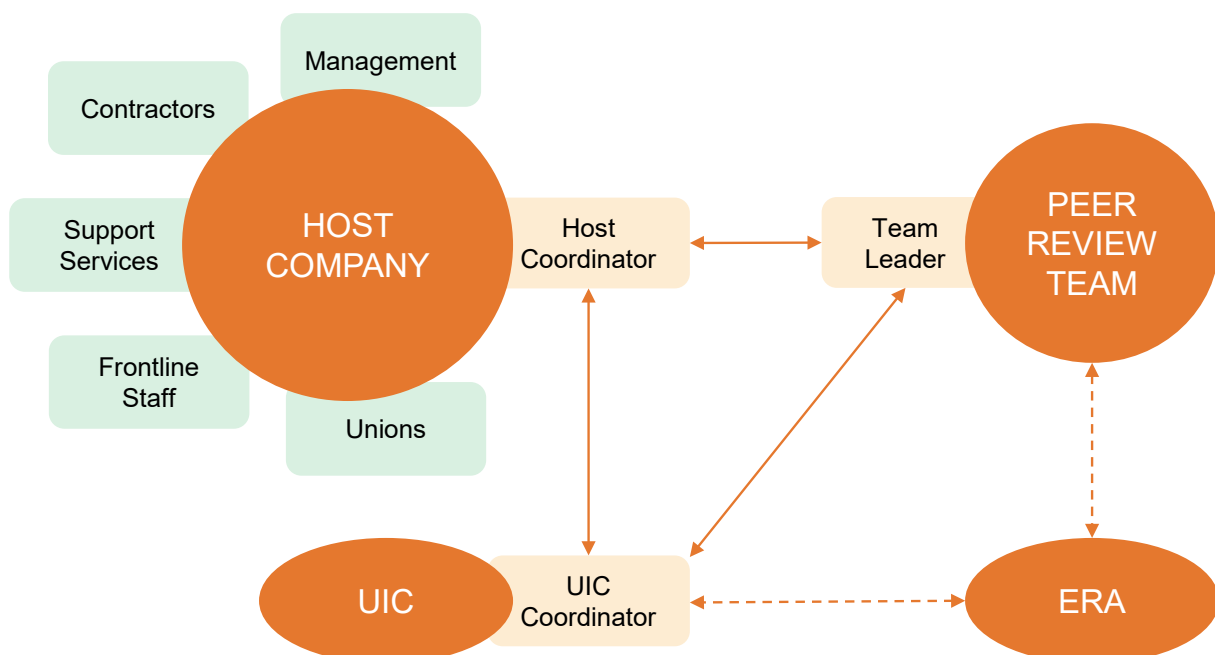 Management
Contractors
Support
Services
Frontline
Staff
Unions
HOST
COMPANY
Host
Coordinator
Team
Leader
PEER
REVIEW
TEAM
UIC
UIC
Coordinator
ERA